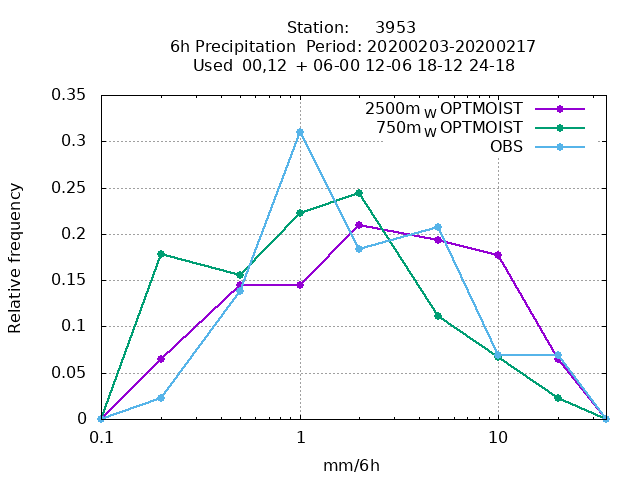 Station: 3953
6h Precipitation Period: 20200203-20200217
Used 00,12 + 06-00 12-06 18-12 24-18
0.35
0.3
0.25
0.2
0.15
0.1
0.05
0
Relative frequency
2500m W OPTMOIST
750m W OPTMOIST
OBS
0.1 1 10
mm/6h